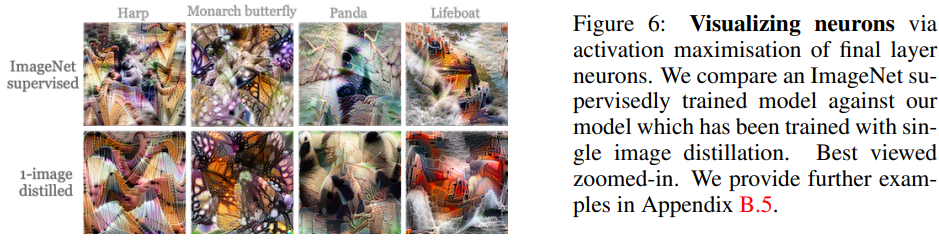 Harp Monarch butterfly Panda Lifeboat
ImageNet
supervised
1-image
distilled
Figure 6: Visualizing neurons via
activation maximisation of final layer
neurons. We compare an ImageNet su-
pervisedly trained model against our
model which has been trained with sin-
gle image distillation. Best viewed
zoomed-in. We provide further exam-
ples in Appendix B.5.